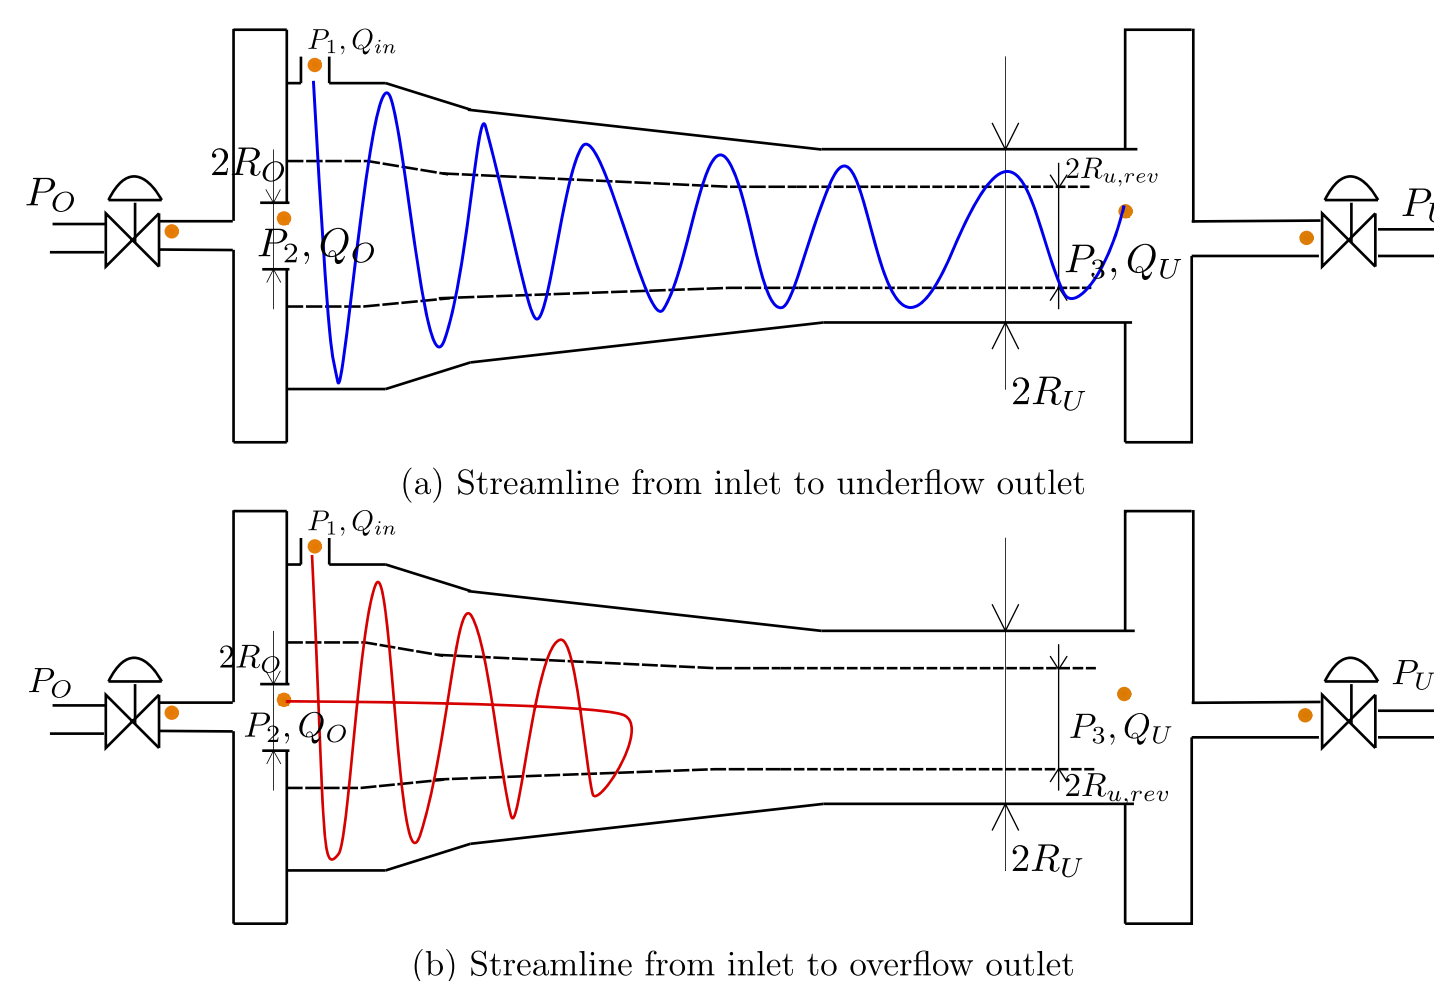 P_1, Q_{in}
2R_O
2R_{u,rev}
P_O
P_U
P_2, Q_O
P_3, Q_U
2R_U
(a) Streamline from inlet to underflow outlet
P_1, Q_{in}
2R_O
P_O
P_U
P_2, Q_O
P_3, Q_U
2R_{u,rev}
2R_U
(b) Streamline from inlet to overflow outlet